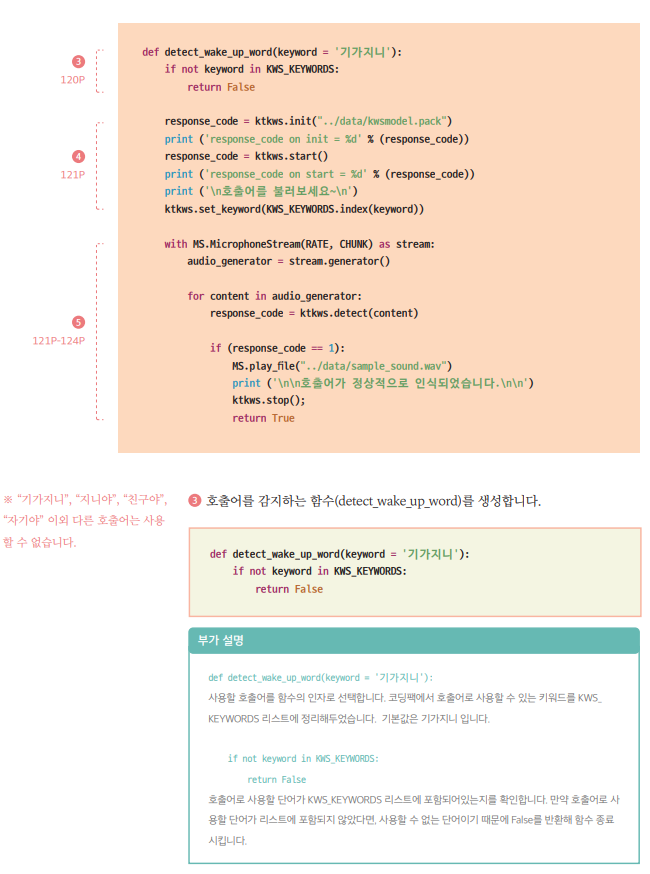 3
120P
def detect_wake_up_word(keyword = '기가지니'):
if not keyword in KWS_KEYWORDS:
return False
4
121P
response_code = ktkws.init("../data/kwsmodel.pack")
print ('response_code on init = %d' % (response_code))
response_code = ktkws.start()
print ('response_code on start = %d' % (response_code))
print ('\n호출어를 불러보세요~\n')
ktkws.set_keyword(KWS_KEYWORDS.index(keyword))
5
121P-124P
with MS.MicrophoneStream(RATE, CHUNK) as stream:
audio_generator = stream.generator()
for content in audio_generator:
response_code = ktkws.detect(content)
if (response_code == 1):
MS.play_file("../data/sample_sound.wav")
print ('\n\n호출어가 정상적으로 인식되었습니다.\n\n')
ktkws.stop();
return True
※ “기가지니”, “지니야”, “친구야”,
“자기야” 이외 다른 호출어는 사용
할 수 없습니다.
3 호출어를 감지하는 함수(detect_wake_up_word)를 생성합니다.
def detect_wake_up_word(keyword = '기가지니'):
if not keyword in KWS_KEYWORDS:
return False
부가 설명
def detect_wake_up_word(keyword = '기가지니'):
사용할 호출어를 함수의 인자로 선택합니다. 코딩팩에서 호출어로 사용할 수 있는 키워드를 KWS_
KEYWORDS 리스트에 정리해두었습니다. 기본값은 기가지니 입니다.
if not keyword in KWS_KEYWORDS:
return False
호출어로 사용할 단어가 KWS_KEYWORDS 리스트에 포함되어있는지를 확인합니다. 만약 호출어로 사
용할 단어가 리스트에 포함되지 않았다면, 사용할 수 없는 단어이기 때문에 False를 반환해 함수 종료
시킵니다.